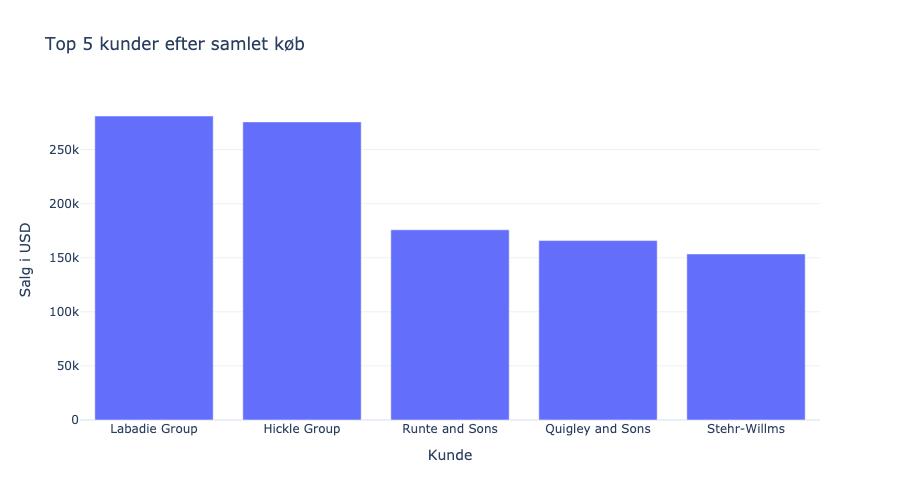 Top 5 kunder efter samlet køb
Salg i USD
250k
200k
150k
100k
50k
0
Labadie Group
Hickle Group
Runte and Sons
Quigley and Sons
Stehr-Willms
Kunde